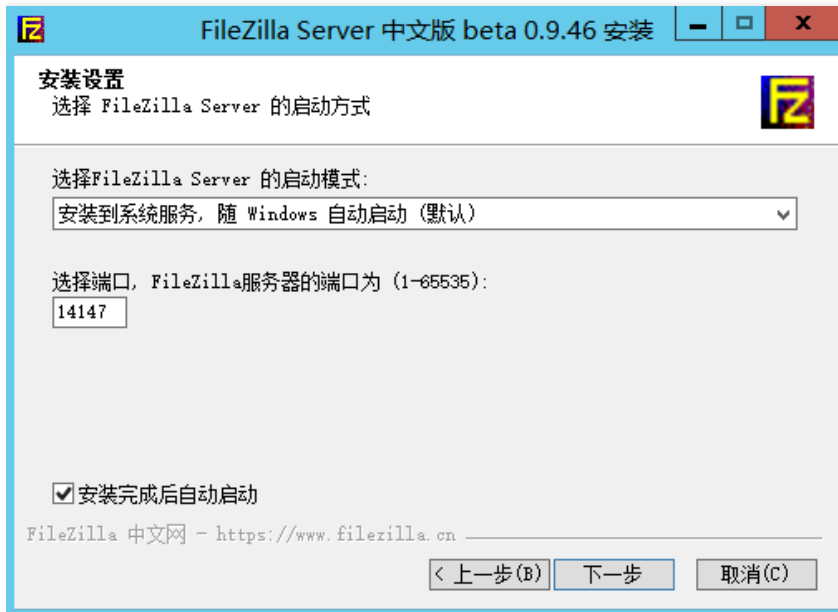 FileZilla Server 中文版 beta 0.9.46 安装
安装设置
选择 FileZilla Server 的启动方式
选择FileZilla Server 的启动模式:
安装到系统服务, 随 Windows 自动启动 (默认)
选择端口, FileZilla服务器的端口为 (1-65535):
14147
安装完成后自动启动
FileZilla 中文网 - https://www.filezilla.cn
< 上一步(B)
下一步
取消(C)